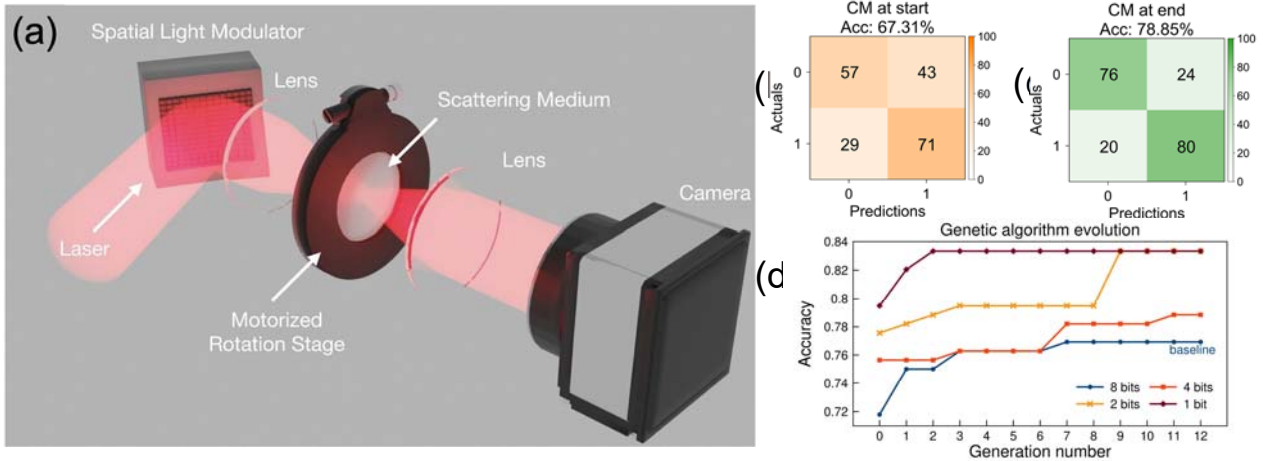 (a)
Spatial Light Modulator
Lens
Scattering Medium
Lens
Camera
Laser
Motorized
Rotation Stage
CM at start
Acc: 67.31%
Actuals
0
1
57
43
29
71
0
1
Predictions
100
80
60
40
20
0
CM at end
Acc: 78.85%
Actuals
0
1
76
24
20
80
0
1
Predictions
100
80
60
40
20
0
(d
Genetic algorithm evolution
Accuracy
0.84
0.82
0.8
0.78
0.76
0.74
0.72
baseline
8 bits
4 bits
2 bits
1 bit
0 1 2 3 4 5 6 7 8 9 10 11 12
Generation number